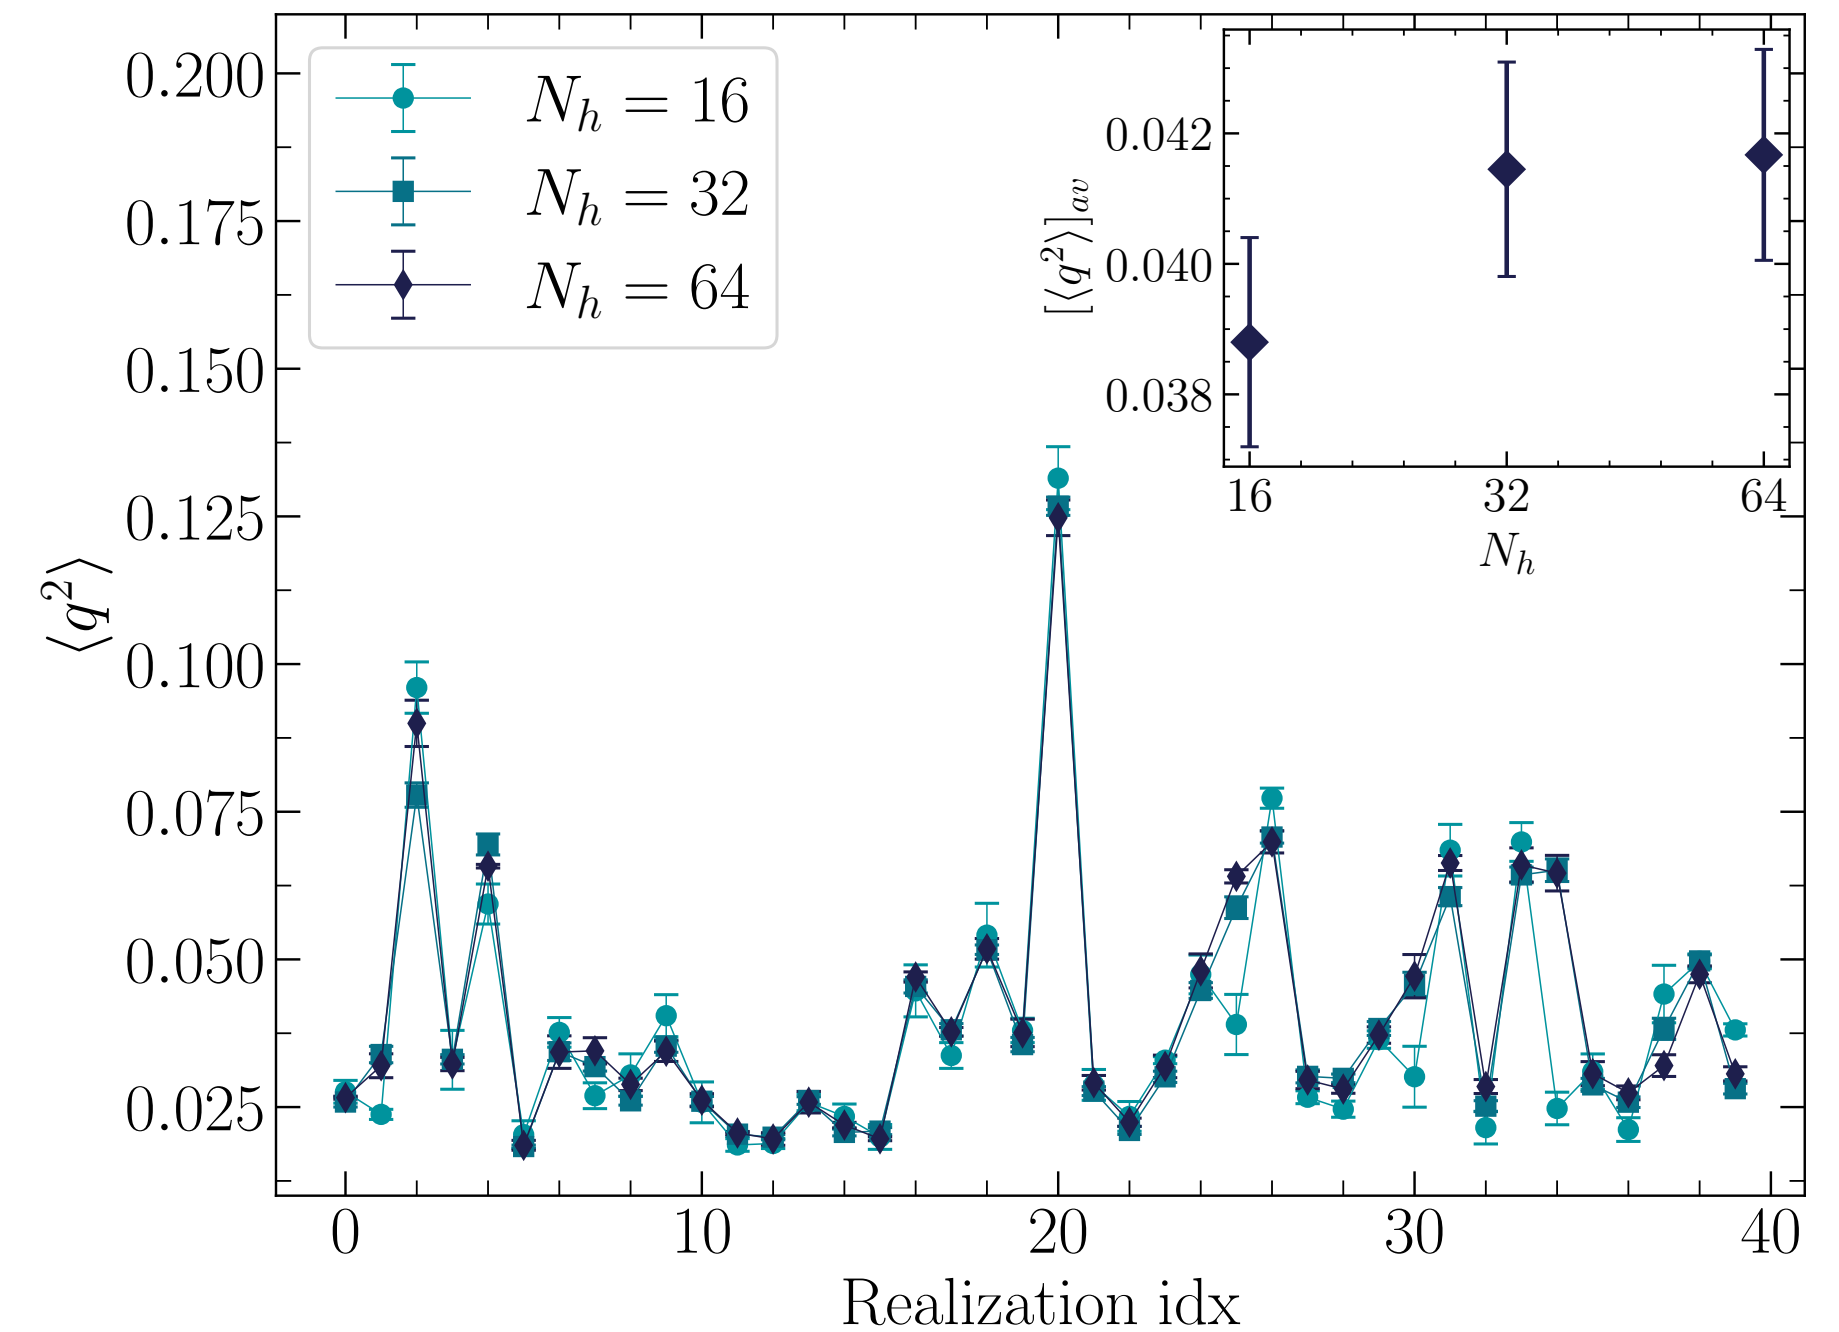 0.200
0.175
0.150
0.125
0.100
0.075
0.050
0.025
⟨q²⟩
0
10
20
30
40
Realization idx
N_h = 16
N_h = 32
N_h = 64
0.042
0.040
0.038
[⟨q²⟩]_av
16
32
64
N_h